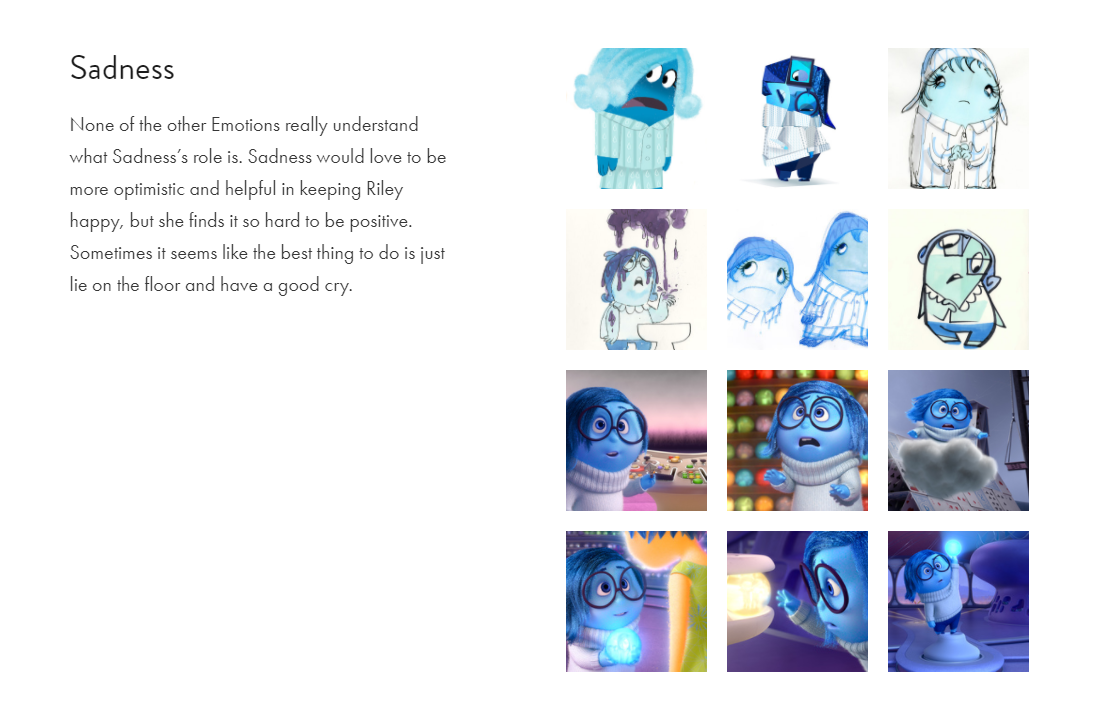 Sadness
None of the other Emotions really understand
what Sadness’s role is. Sadness would love to be
more optimistic and helpful in keeping Riley
happy, but she finds it so hard to be positive.
Sometimes it seems like the best thing to do is just
lie on the floor and have a good cry.